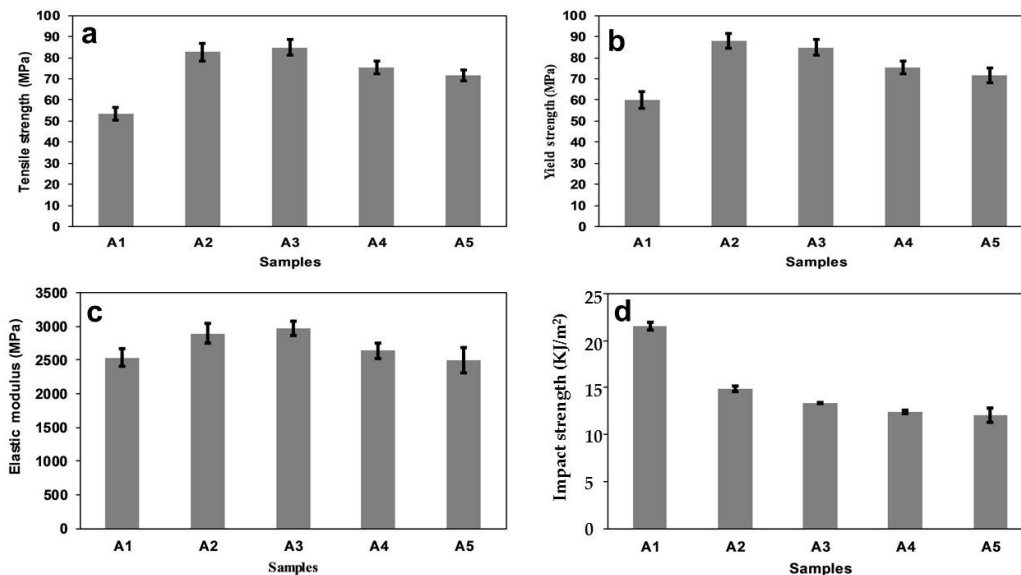 a
Tensile strength (MPa)
100
90
80
70
60
50
40
30
20
10
0
A1 A2 A3 A4 A5
Samples
b
Yield strength (MPa)
100
90
80
70
60
50
40
30
20
10
0
A1 A2 A3 A4 A5
Samples
c
Elastic modulus (MPa)
3500
3000
2500
2000
1500
1000
500
0
A1 A2 A3 A4 A5
Samples
d
Impact strength (KJ/m²)
25
20
15
10
5
0
A1 A2 A3 A4 A5
Samples